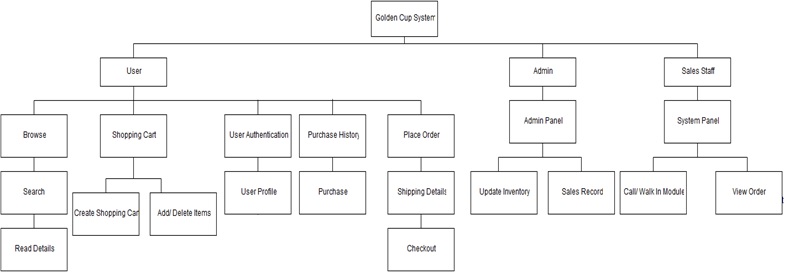 Golden Cup System
User
Admin
Sales Staff
Browse
Shopping Cart
User Authentication
Purchase History
Place Order
Admin Panel
System Panel
Search
User Profile
Purchase
Shipping Details
Update Inventory
Sales Record
Call/ Walk In Module
View Order
t
Create Shopping Cart
Add/ Delete Items
Read Details
Checkout